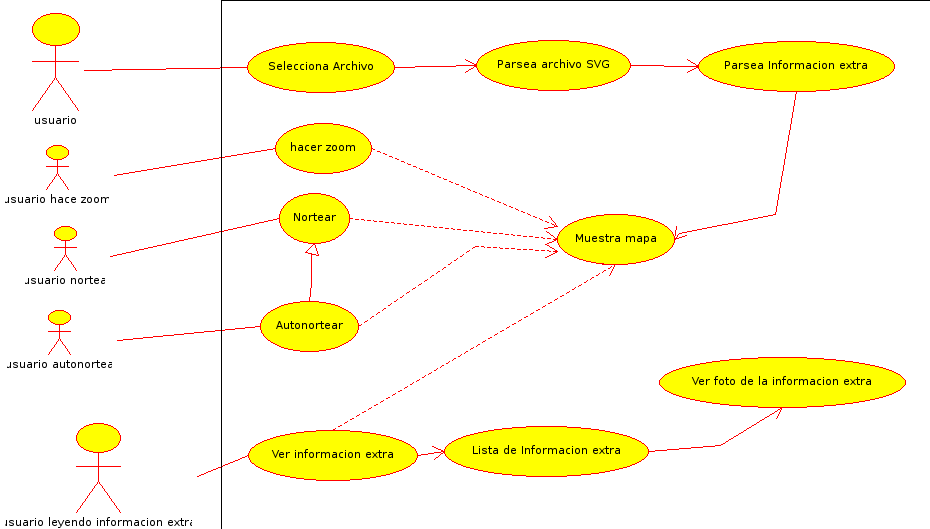 Selecciona Archivo
Parsea archivo SVG
Parsea Informacion extra
usuario
hacer zoom
usuario hace zoom
Nortear
Muestra mapa
usuario nortea
Autonortear
usuario autonortea
Ver foto de la informacion extra
Ver informacion extra
Lista de Informacion extra
usuario leyendo informacion extra